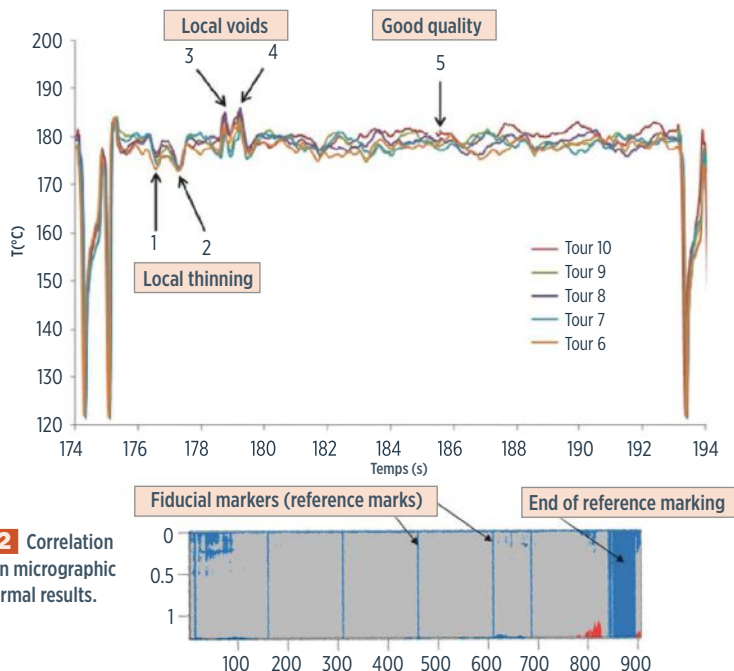 Local voids
Good quality
3
4
5
200
190
180
170
160
150
140
130
120
T(°C)
1
2
Local thinning
Tour 10
Tour 9
Tour 8
Tour 7
Tour 6
174 176 178 180 182 184 186 188 190 192 194
Temps (s)
Fiducial markers (reference marks)
End of reference marking
2 Correlation
n micrographic
rmal results.
0
0.5
1
100 200 300 400 500 600 700 800 900